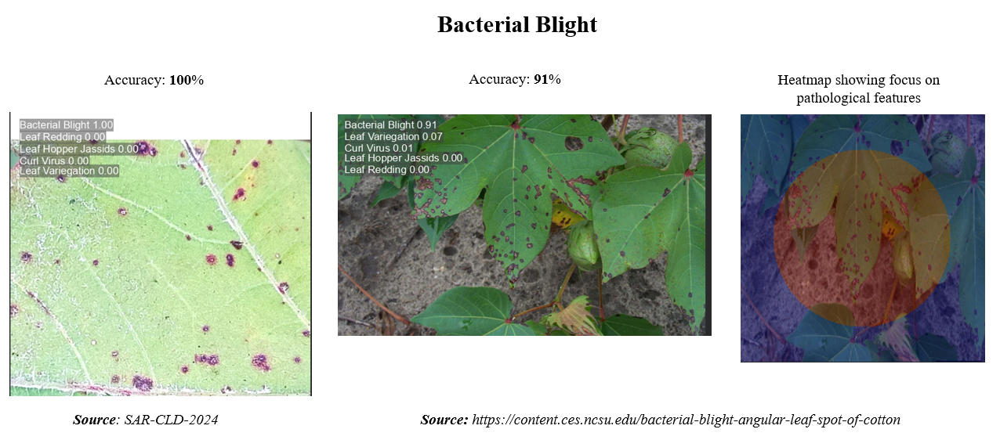 Bacterial Blight
Accuracy: 100%
Accuracy: 91%
Heatmap showing focus on
pathological features
Bacterial Blight 1.00
Leaf Redding 0.00
Leaf Hopper Jassids 0.00
Curl Virus 0.00
Leaf Variegation 0.00
Bacterial Blight 0.91
Leaf Variegation 0.07
Curl Virus 0.01
Leaf Hopper Jassids 0.00
Leaf Redding 0.00
Source: SAR-CLD-2024
Source: https://content.ces.ncsu.edu/bacterial-blight-angular-leaf-spot-of-cotton